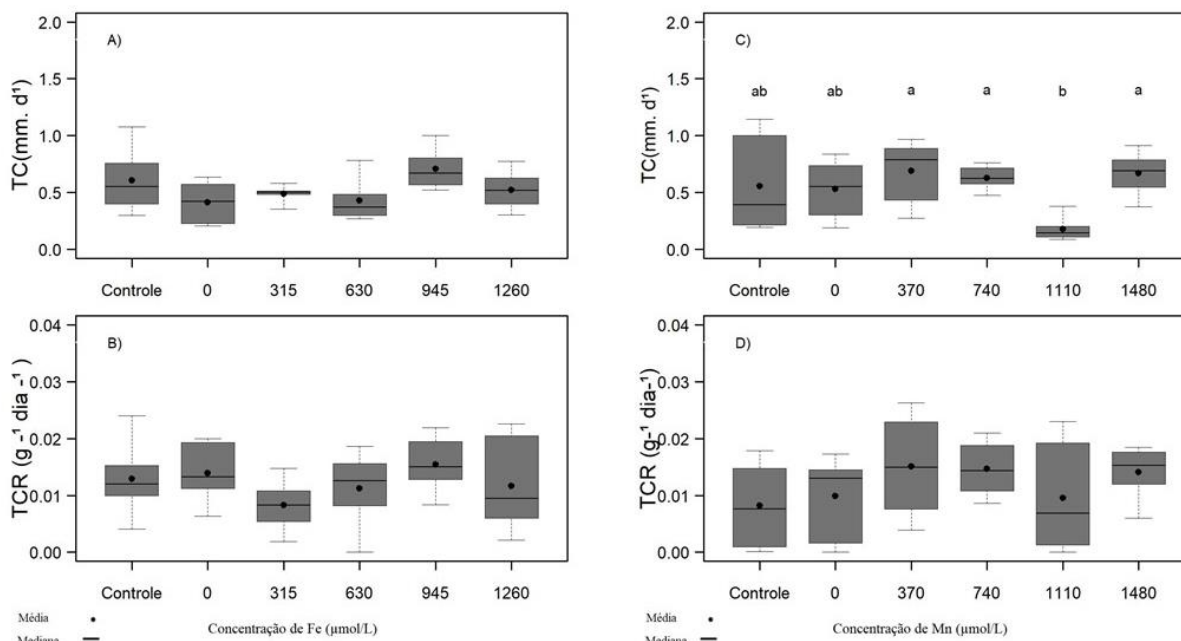 A)
TC(mm. d¹)
2.0
1.5
1.0
0.5
0.0
Controle 0 315 630 945 1260
C)
TC(mm. d¹)
2.0
1.5
1.0
0.5
0.0
ab ab a a b a
Controle 0 370 740 1110 1480
B)
TCR (g -¹ dia -¹)
0.04
0.03
0.02
0.01
0.00
Controle 0 315 630 945 1260
D)
TCR (g-¹ dia-¹)
0.04
0.03
0.02
0.01
0.00
Controle 0 370 740 1110 1480
Média
Mediana
Concentração de Fe (µmol/L)
Média
Mediana
Concentração de Mn (µmol/L)